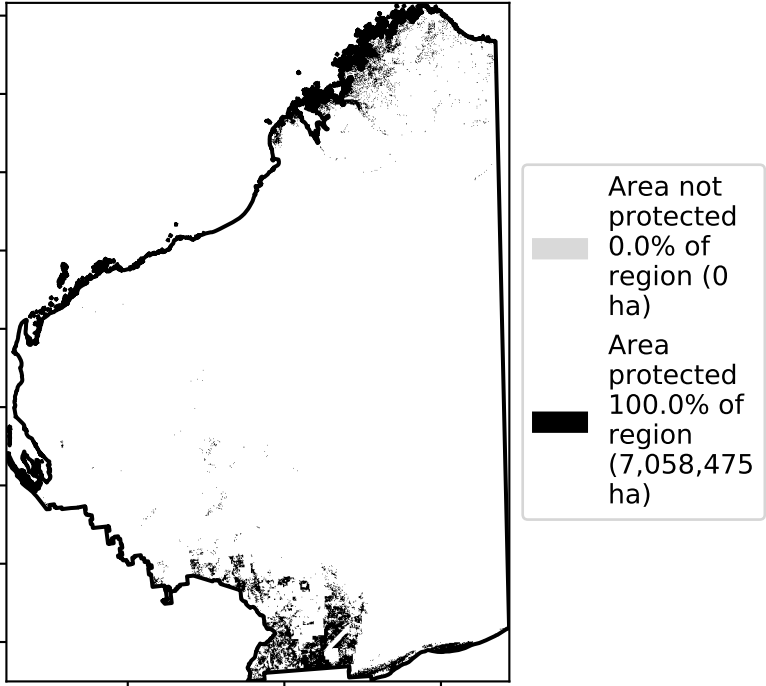 Area not
protected
0.0% of
region (0
ha)
Area
protected
100.0% of
region
(7,058,475
ha)